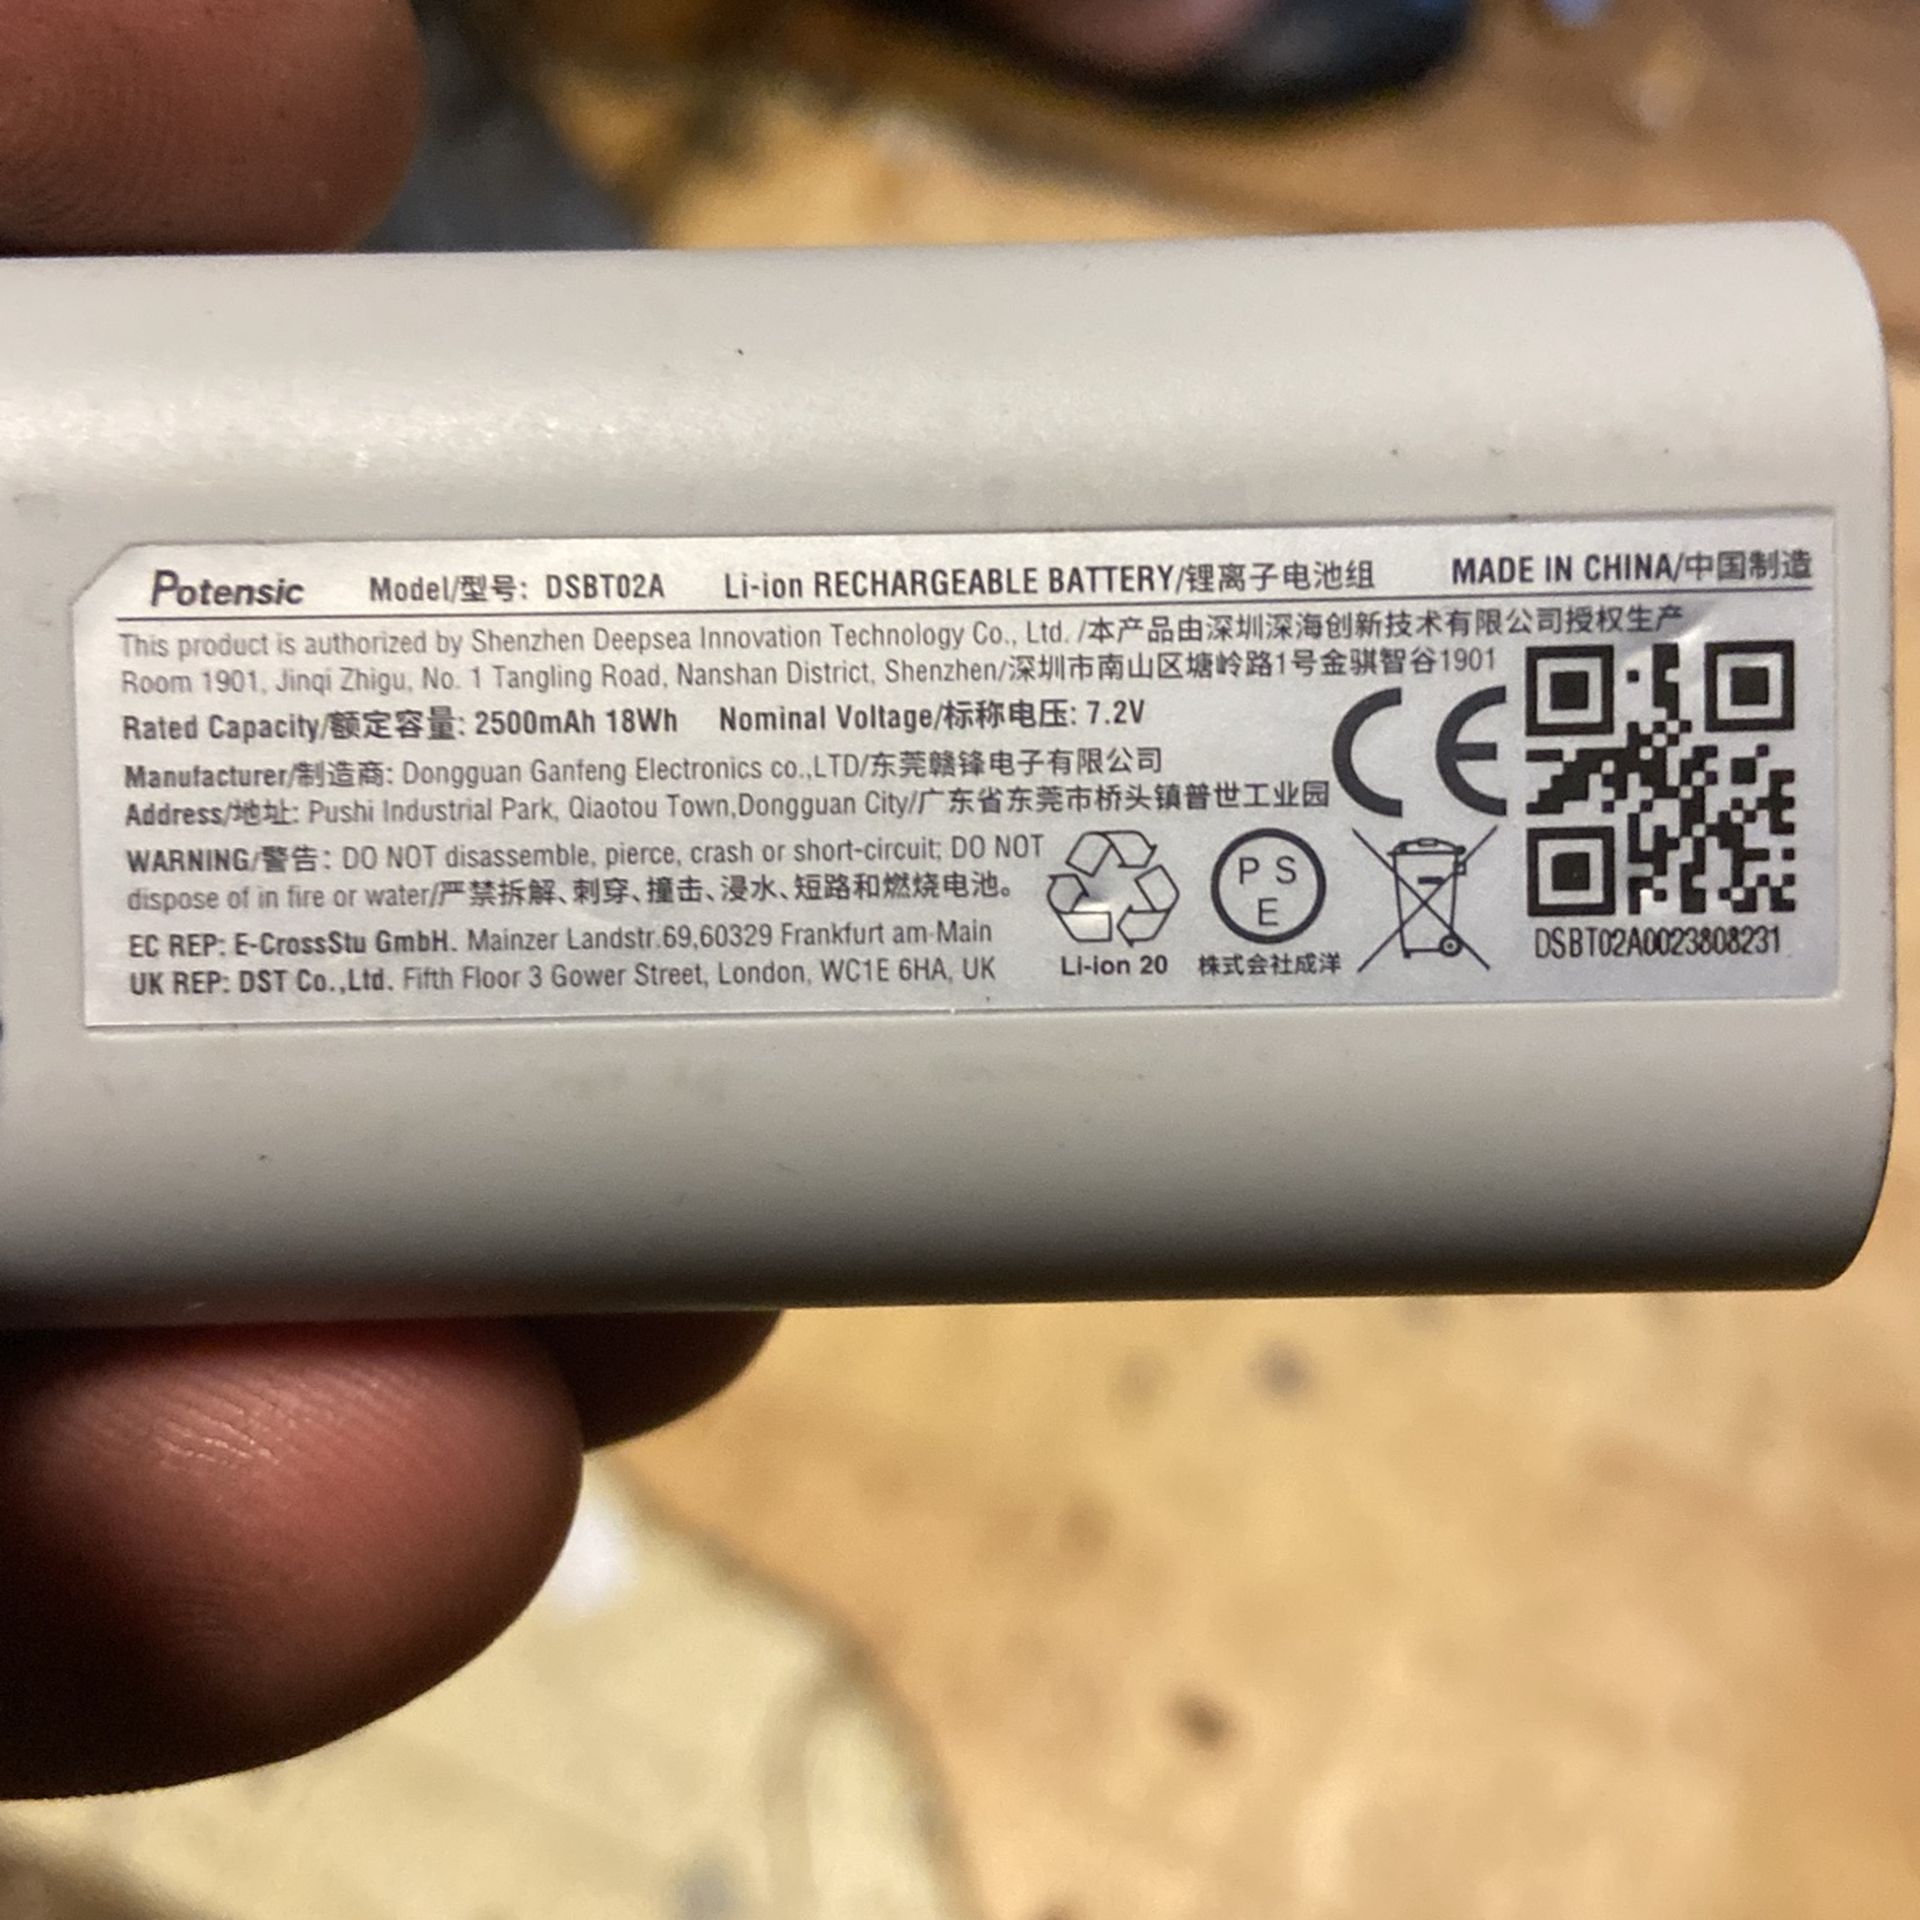 Potensic Model/型号: DSBT02A Li-ion RECHARGEABLE BATTERY/锂离子电池组 MADE IN CHINA/中国制造
This product is authorized by Shenzhen Deepsea Innovation Technology Co., Ltd. /本产品由深圳深海创新技术有限公司授权生产
Room 1901, Jinqi Zhigu, No. 1 Tangling Road, Nanshan District, Shenzhen/深圳市南山区塘岭路1号金骐智谷1901
Rated Capacity/额定容量: 2500mAh 18Wh Nominal Voltage/标称电压: 7.2V
Manufacturer/制造商: Dongguan Ganfeng Electronics co.,LTD/东莞赣锋电子有限公司
Address/地址: Pushi Industrial Park, Qiaotou Town,Dongguan City/广东省东莞市桥头镇普世工业园
CE
WARNING/警告: DO NOT disassemble, pierce, crash or short-circuit; DO NOT
dispose of in fire or water/严禁拆解、刺穿、撞击、浸水、短路和燃烧电池。
EC REP: E-CrossStu GmbH. Mainzer Landstr.69,60329 Frankfurt am Main
UK REP: DST Co.,Ltd. Fifth Floor 3 Gower Street, London, WC1E 6HA, UK
Li-ion 20
PS
E
株式会社成洋
DSBT02A0023808231